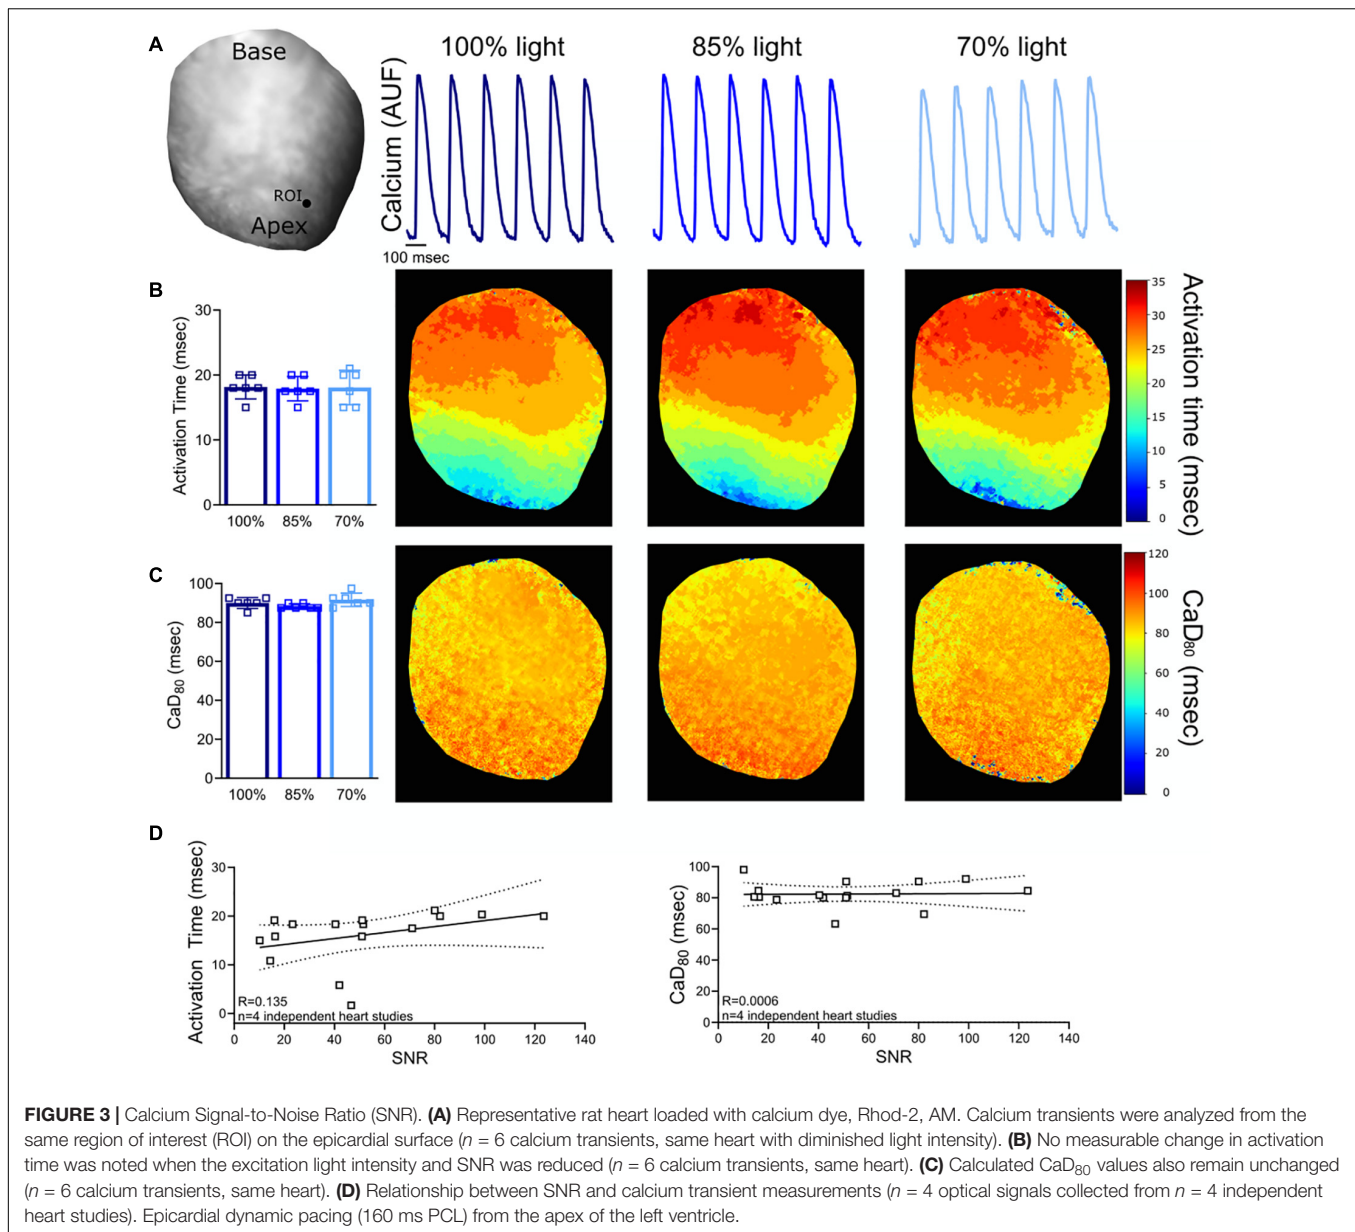 A
Base
ROI
Apex
Calcium (AUF)
100 msec
100% light
85% light
70% light
B
Activation Time (msec)
30
20
10
0
100%
85%
70%
35
30
25
20
15
10
5
0
Activation time (msec)
C
CaD80 (msec)
100
80
60
40
20
0
100%
85%
70%
120
100
80
60
40
20
0
CaD80 (msec)
D
Activation Time (msec)
30
20
10
0
R=0.135
n=4 independent heart studies
0 20 40 60 80 100 120 140
SNR
CaD80 (msec)
100
80
60
40
20
0
R=0.0006
n=4 independent heart studies
0 20 40 60 80 100 120 140
SNR
FIGURE 3 | Calcium Signal-to-Noise Ratio (SNR). (A) Representative rat heart loaded with calcium dye, Rhod-2, AM. Calcium transients were analyzed from the
same region of interest (ROI) on the epicardial surface (n = 6 calcium transients, same heart with diminished light intensity). (B) No measurable change in activation
time was noted when the excitation light intensity and SNR was reduced (n = 6 calcium transients, same heart). (C) Calculated CaD80 values also remain unchanged
(n = 6 calcium transients, same heart). (D) Relationship between SNR and calcium transient measurements (n = 4 optical signals collected from n = 4 independent
heart studies). Epicardial dynamic pacing (160 ms PCL) from the apex of the left ventricle.